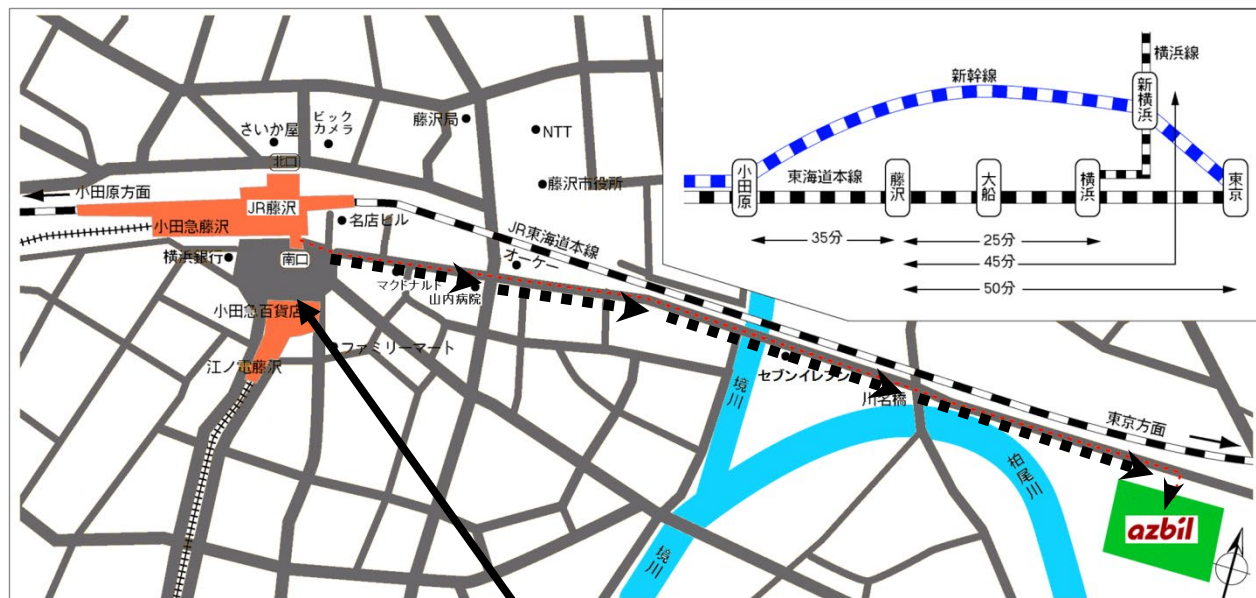 ビック
カメラ
さいか屋
藤沢局
NTT
北口
藤沢市役所
小田原方面
JR藤沢
名店ビル
小田急藤沢
JR東海道本線
横浜銀行
南口
オーケー
マクドナルド
山内病院
小田急百貨店
ファミリーマート
江ノ電藤沢
セブンイレブン
川名橋
境川
境川
柏尾川
東京方面
azbil
横浜線
新幹線
新横浜
小田原
東海道本線
藤沢
大船
横浜
東京
35分
25分
45分
50分